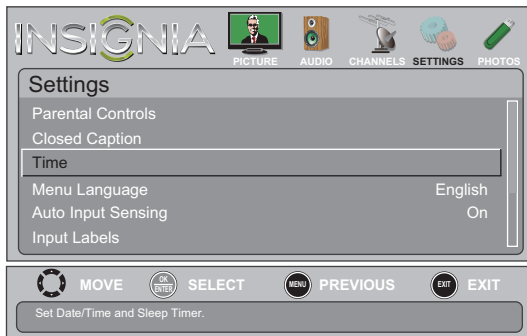 INSIGNIA
PICTURE AUDIO CHANNELS SETTINGS PHOTOS
Settings
Parental Controls
Closed Caption
Time
Menu Language English
Auto Input Sensing On
Input Labels
MOVE OK ENTER SELECT MENU PREVIOUS EXIT EXIT
Set Date/Time and Sleep Timer.